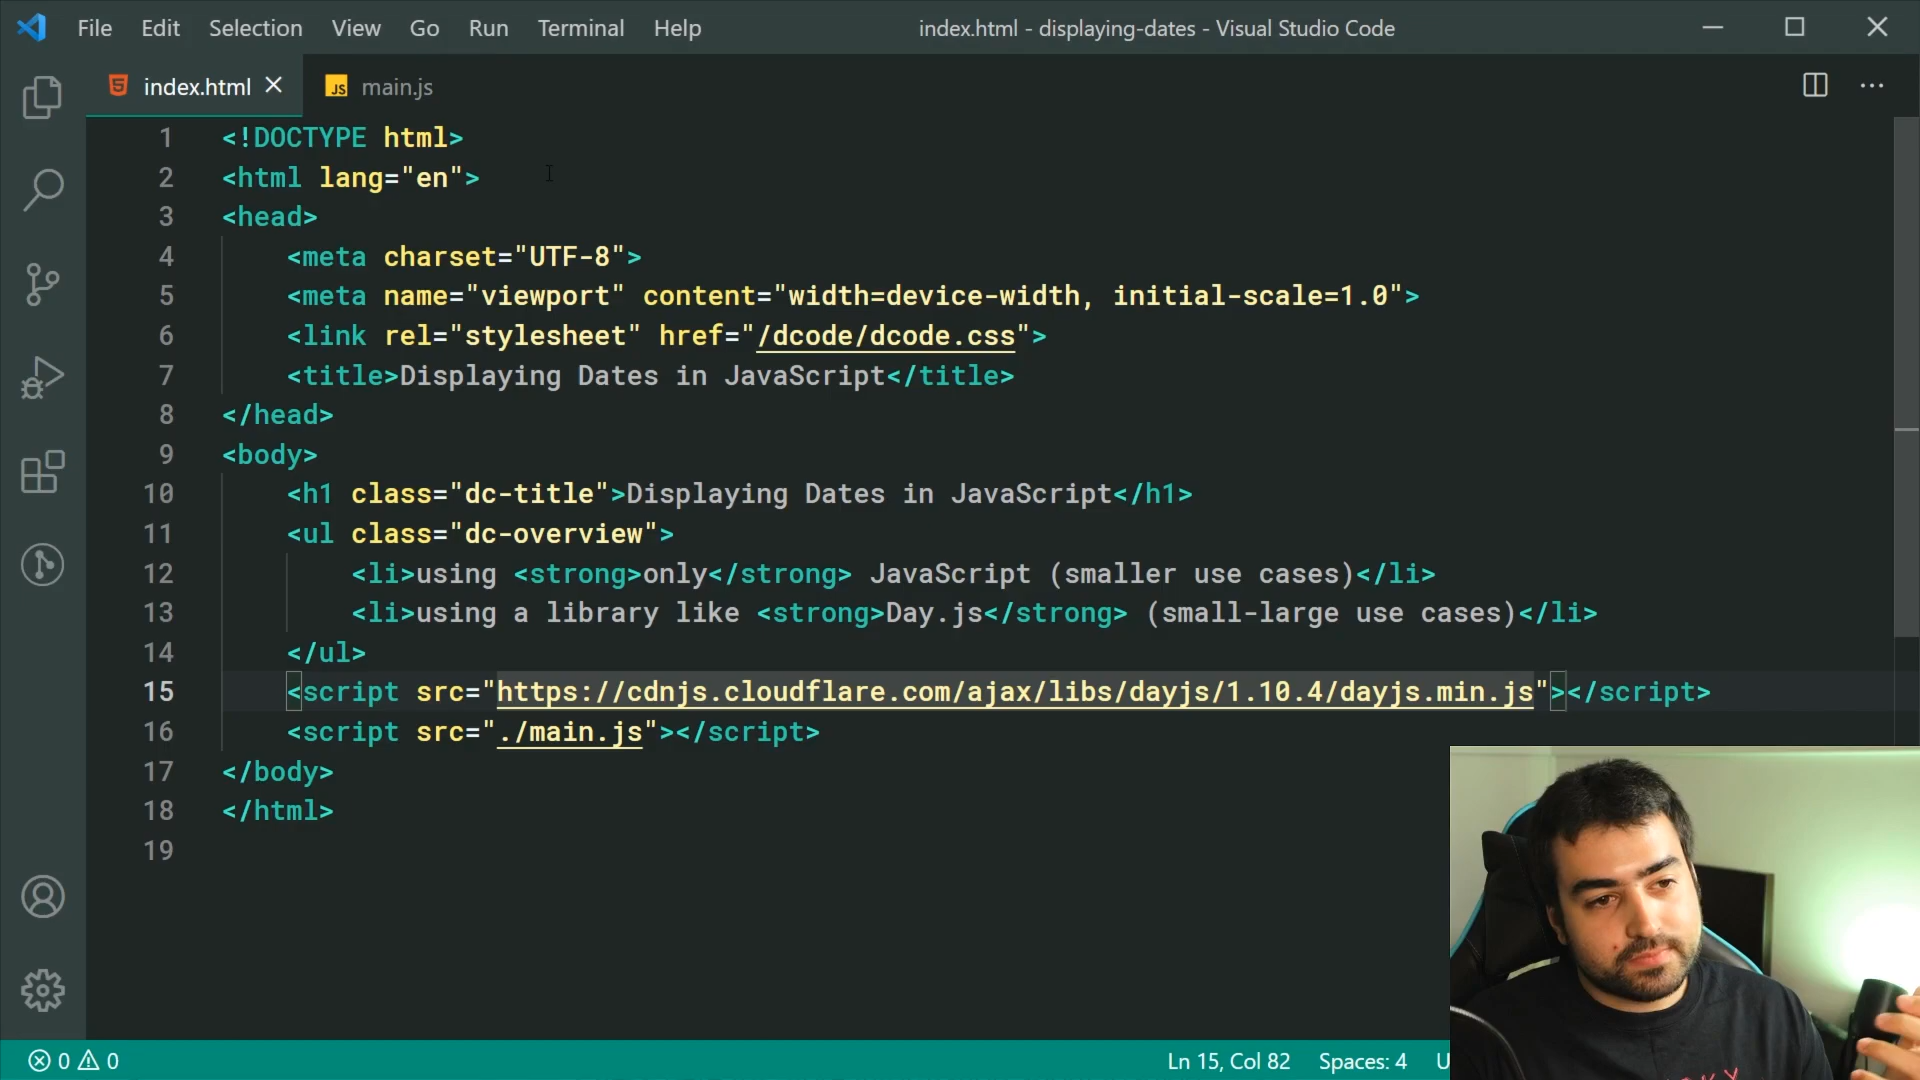 File Edit Selection View Go Run Terminal Help index.html - displaying-dates - Visual Studio Code
index.html JS main.js
1 <!DOCTYPE html>
2 <html lang="en">
3 <head>
4 <meta charset="UTF-8">
5 <meta name="viewport" content="width=device-width, initial-scale=1.0">
6 <link rel="stylesheet" href="/dcode/dcode.css">
7 <title>Displaying Dates in JavaScript</title>
8 </head>
9 <body>
10 <h1 class="dc-title">Displaying Dates in JavaScript</h1>
11 <ul class="dc-overview">
12 <li>using <strong>only</strong> JavaScript (smaller use cases)</li>
13 <li>using a library like <strong>Day.js</strong> (small-large use cases)</li>
14 </ul>
15 <script src="https://cdnjs.cloudflare.com/ajax/libs/dayjs/1.10.4/dayjs.min.js"></script>
16 <script src="./main.js"></script>
17 </body>
18 </html>
19
0 0 Ln 15, Col 82 Spaces: 4